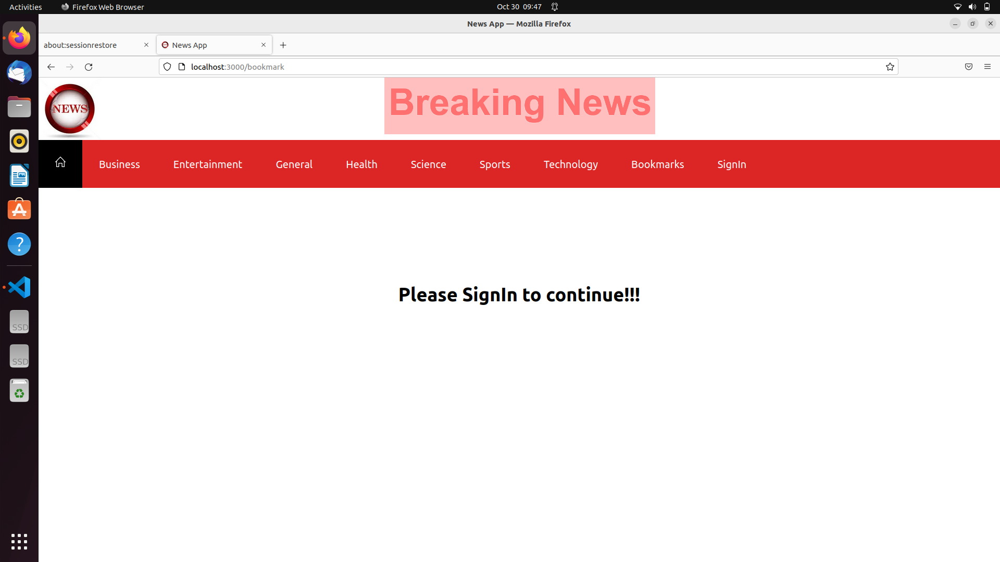 Activities Firefox Web Browser Oct 30 09:47
News App — Mozilla Firefox
about:sessionrestore News App
localhost:3000/bookmark
NEWS Breaking News
Business Entertainment General Health Science Sports Technology Bookmarks SignIn
Please SignIn to continue!!!
SSD
SSD